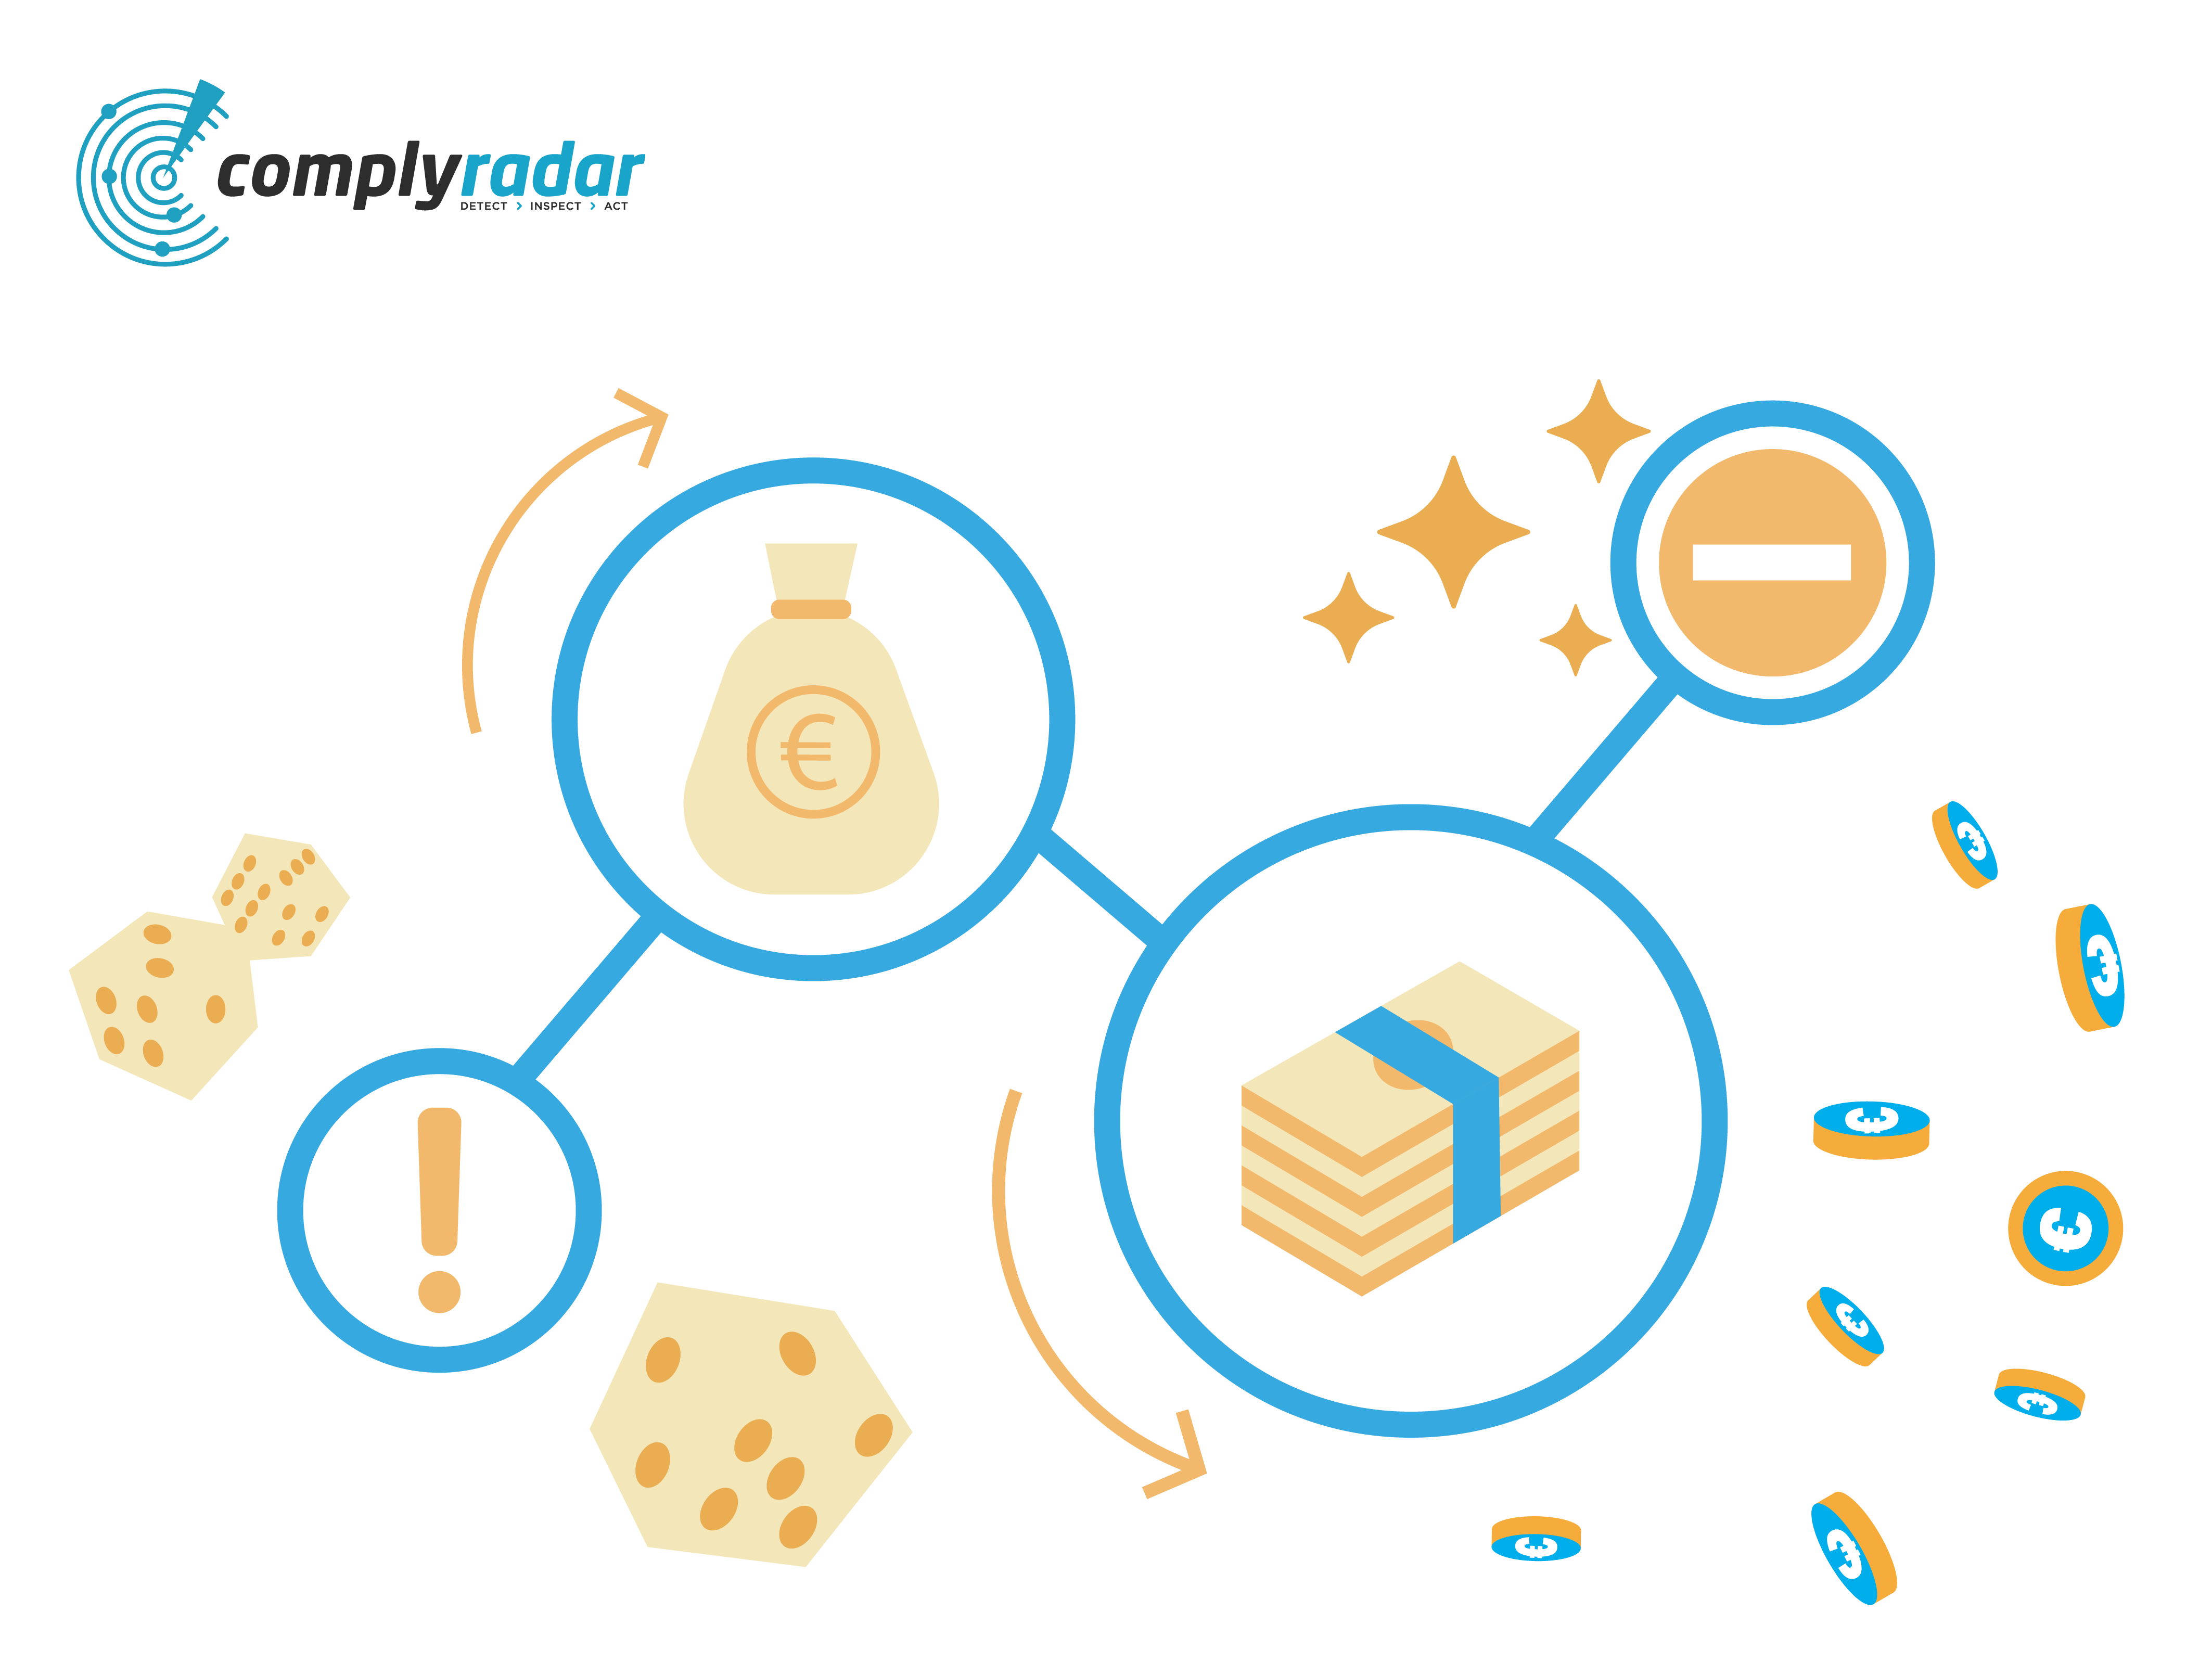 complyradar
DETECT > INSPECT > ACT
€